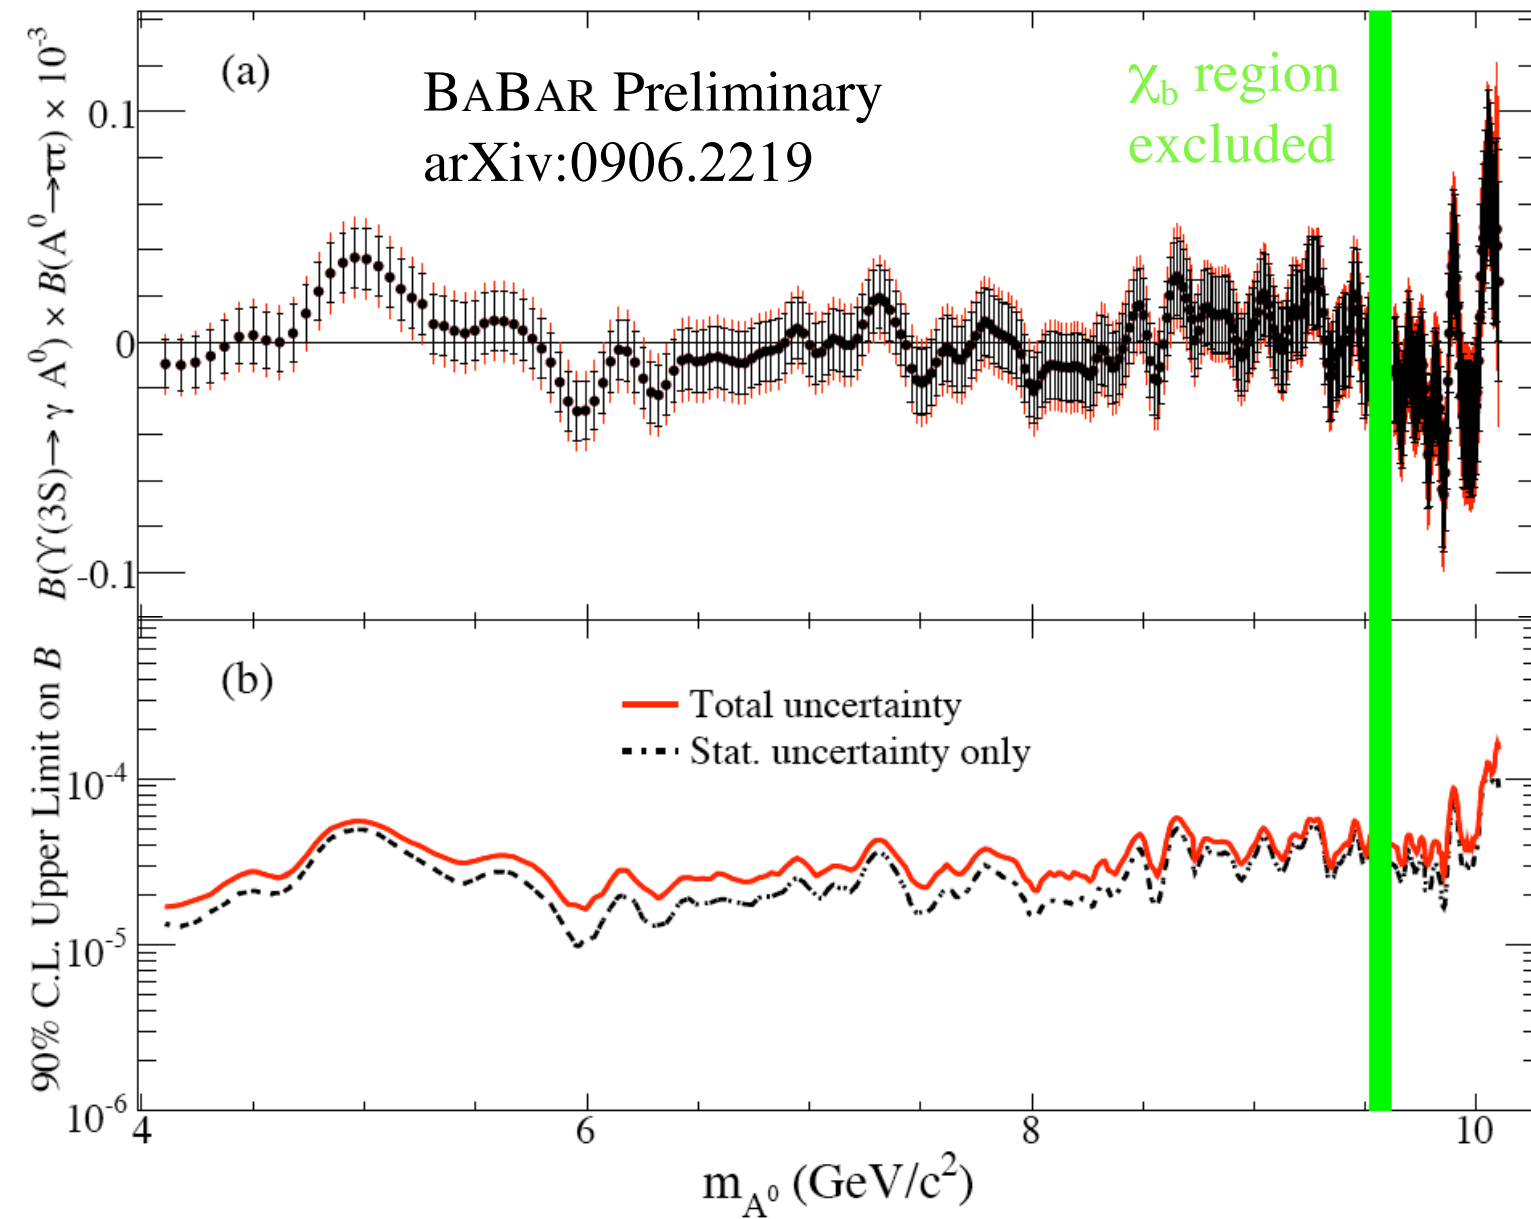 (a)
BABAR Preliminary
arXiv:0906.2219
χb region
excluded
B(ϒ(3S)→ γ A⁰) × B(A⁰→ττ) × 10⁻³
0.1
0
-0.1
(b)
Total uncertainty
Stat. uncertainty only
90% C.L. Upper Limit on B
10⁻⁴
10⁻⁵
10⁻⁶
4 6 8 10
m_A⁰ (GeV/c²)